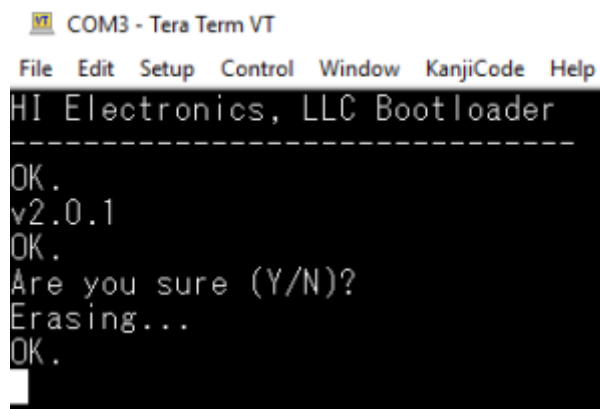 VT COM3 - Tera Term VT
File Edit Setup Control Window KanjiCode Help
HI Electronics, LLC Bootloader
--------------------------------
OK.
v2.0.1
OK.
Are you sure (Y/N)?
Erasing...
OK.